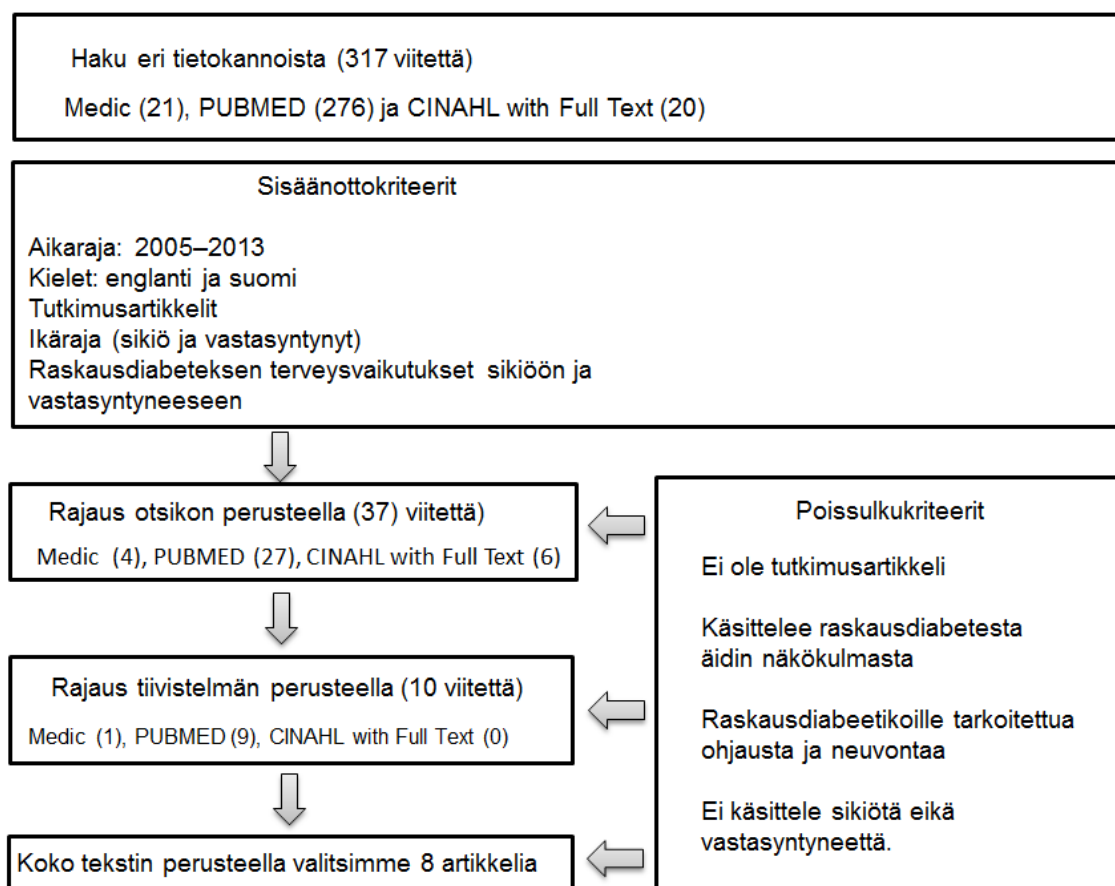 Haku eri tietokannoista (317 viitettä)
Medic (21), PUBMED (276) ja CINAHL with Full Text (20)
Sisäänottokriteerit
Aikaraja: 2005–2013
Kielet: englanti ja suomi
Tutkimusartikkelit
Ikäraja (sikiö ja vastasyntynyt)
Raskausdiabeteksen terveysvaikutukset sikiöön ja
vastasyntyneeseen
Rajaus otsikon perusteella (37) viitettä)
Medic (4), PUBMED (27), CINAHL with Full Text (6)
Rajaus tiivistelmän perusteella (10 viitettä)
Medic (1), PUBMED (9), CINAHL with Full Text (0)
Koko tekstin perusteella valitsimme 8 artikkelia
Poissulkukriteerit
Ei ole tutkimusartikkeli
Käsittelee raskausdiabetesta
äidin näkökulmasta
Raskausdiabeetikoille tarkoitettua
ohjausta ja neuvontaa
Ei käsittele sikiötä eikä
vastasyntyneettä.